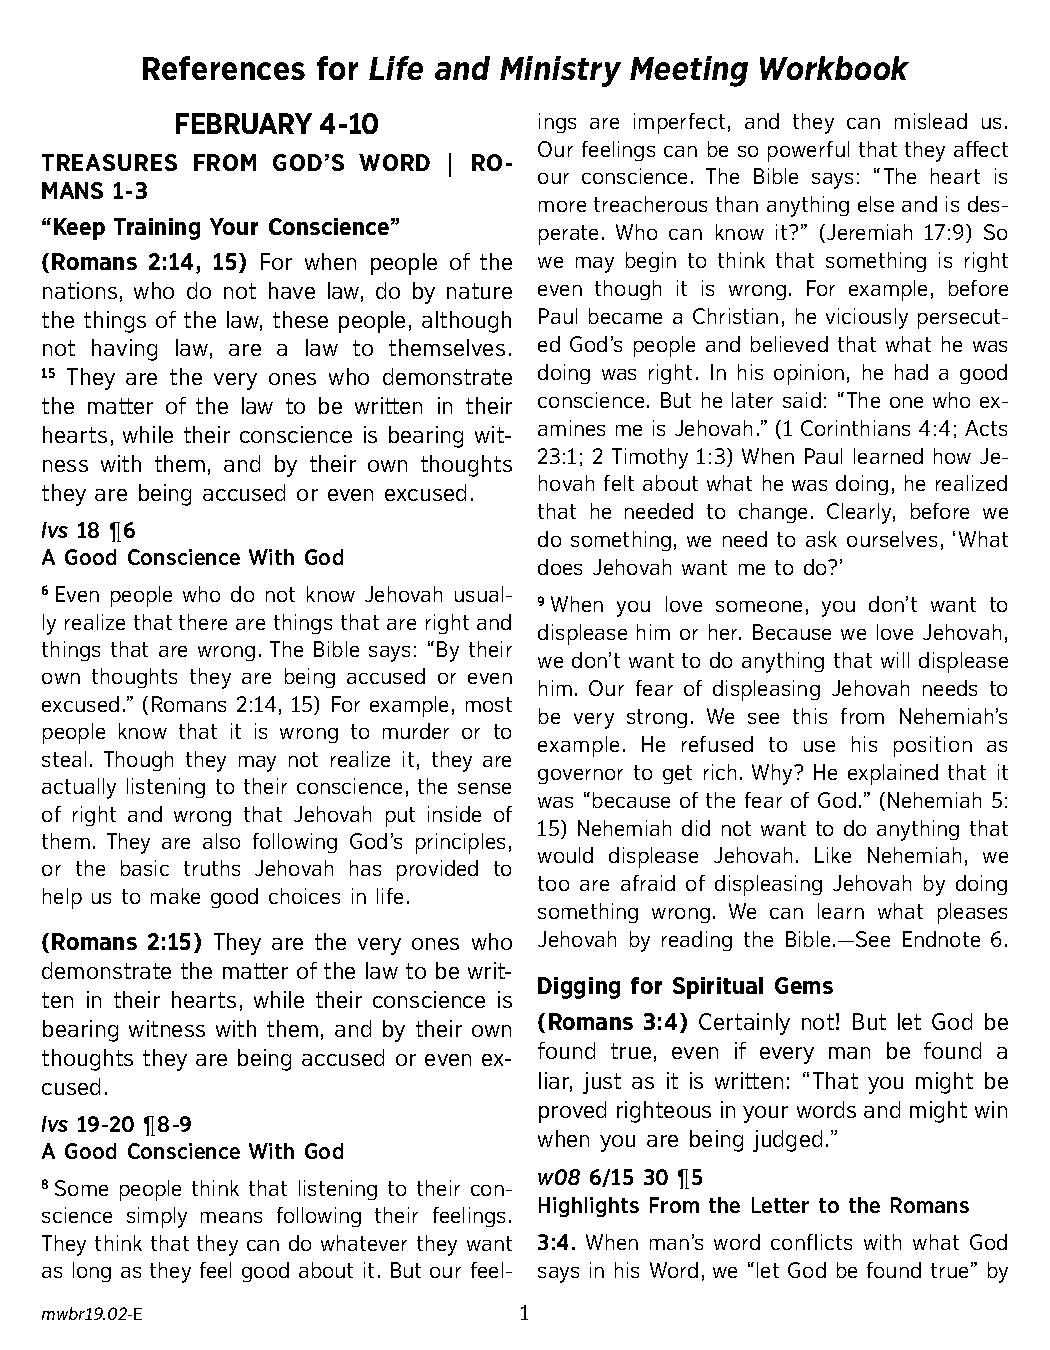 References for Life and Ministry Meeting Workbook
FEBRUARY 4-10
TREASURES FROM GOD’S WORD | RO-
MANS 1-3
“Keep Training Your Conscience”
(Romans 2:14, 15) For when people of the
nations, who do not have law, do by nature
the things of the law, these people, although
not having law, are a law to themselves.
15 They are the very ones who demonstrate
the matter of the law to be written in their
hearts, while their conscience is bearing wit-
ness with them, and by their own thoughts
they are being accused or even excused.
lvs 18 ¶6
A Good Conscience With God
6 Even people who do not know Jehovah usual-
ly realize that there are things that are right and
things that are wrong. The Bible says: “By their
own thoughts they are being accused or even
excused.” (Romans 2:14, 15) For example, most
people know that it is wrong to murder or to
steal. Though they may not realize it, they are
actually listening to their conscience, the sense
of right and wrong that Jehovah put inside of
them. They are also following God’s principles,
or the basic truths Jehovah has provided to
help us to make good choices in life.
(Romans 2:15) They are the very ones who
demonstrate the matter of the law to be writ-
ten in their hearts, while their conscience is
bearing witness with them, and by their own
thoughts they are being accused or even ex-
cused.
lvs 19-20 ¶8-9
A Good Conscience With God
8 Some people think that listening to their con-
science simply means following their feelings.
They think that they can do whatever they want
as long as they feel good about it. But our feel-
ings are imperfect, and they can mislead us.
Our feelings can be so powerful that they affect
our conscience. The Bible says: “The heart is
more treacherous than anything else and is des-
perate. Who can know it?” (Jeremiah 17:9) So
we may begin to think that something is right
even though it is wrong. For example, before
Paul became a Christian, he viciously persecut-
ed God’s people and believed that what he was
doing was right. In his opinion, he had a good
conscience. But he later said: “The one who ex-
amines me is Jehovah.” (1 Corinthians 4:4; Acts
23:1; 2 Timothy 1:3) When Paul learned how Je-
hovah felt about what he was doing, he realized
that he needed to change. Clearly, before we
do something, we need to ask ourselves, ‘What
does Jehovah want me to do?’
9 When you love someone, you don’t want to
displease him or her. Because we love Jehovah,
we don’t want to do anything that will displease
him. Our fear of displeasing Jehovah needs to
be very strong. We see this from Nehemiah’s
example. He refused to use his position as
governor to get rich. Why? He explained that it
was “because of the fear of God.” (Nehemiah 5:
15) Nehemiah did not want to do anything that
would displease Jehovah. Like Nehemiah, we
too are afraid of displeasing Jehovah by doing
something wrong. We can learn what pleases
Jehovah by reading the Bible.—See Endnote 6.
Digging for Spiritual Gems
(Romans 3:4) Certainly not! But let God be
found true, even if every man be found a
liar, just as it is written: “That you might be
proved righteous in your words and might win
when you are being judged.”
w08 6/15 30 ¶5
Highlights From the Letter to the Romans
3:4. When man’s word conflicts with what God
says in his Word, we “let God be found true” by
mwbr19.02-E
1